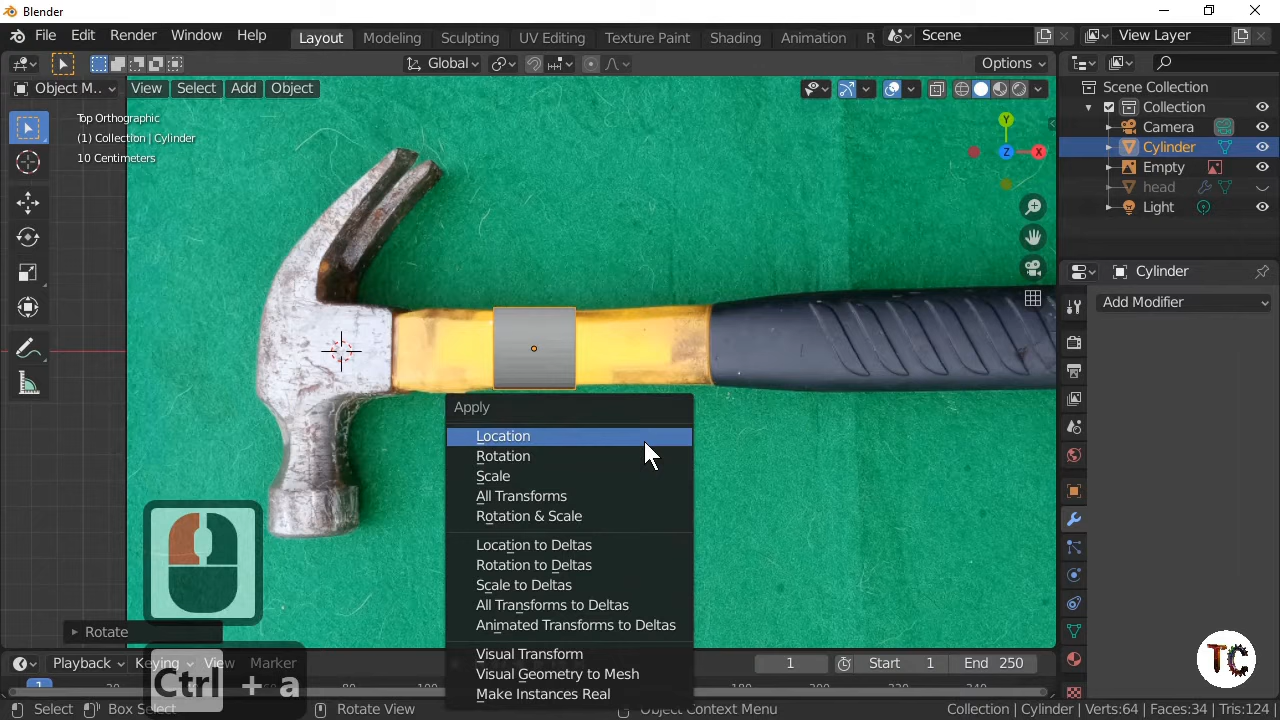 Blender
File Edit Render Window Help
Layout Modeling Sculpting UV Editing Texture Paint Shading Animation R
Scene
View Layer
Global
Options
Object M...
View Select Add Object
Top Orthographic
(1) Collection | Cylinder
10 Centimeters
Y
Z
X
Scene Collection
Collection
Camera
Cylinder
Empty
head
Light
Cylinder
Add Modifier
Apply
Location
Rotation
Scale
All Transforms
Rotation & Scale
Location to Deltas
Rotation to Deltas
Scale to Deltas
All Transforms to Deltas
Animated Transforms to Deltas
Visual Transform
Visual Geometry to Mesh
Make Instances Real
Rotate
Playback Keying View Marker
1
Start 1
End 250
1
Ctrl + a
TC
Select Box Select Rotate View Object Context Menu
Collection | Cylinder | Verts:64 | Faces:34 | Tris:124